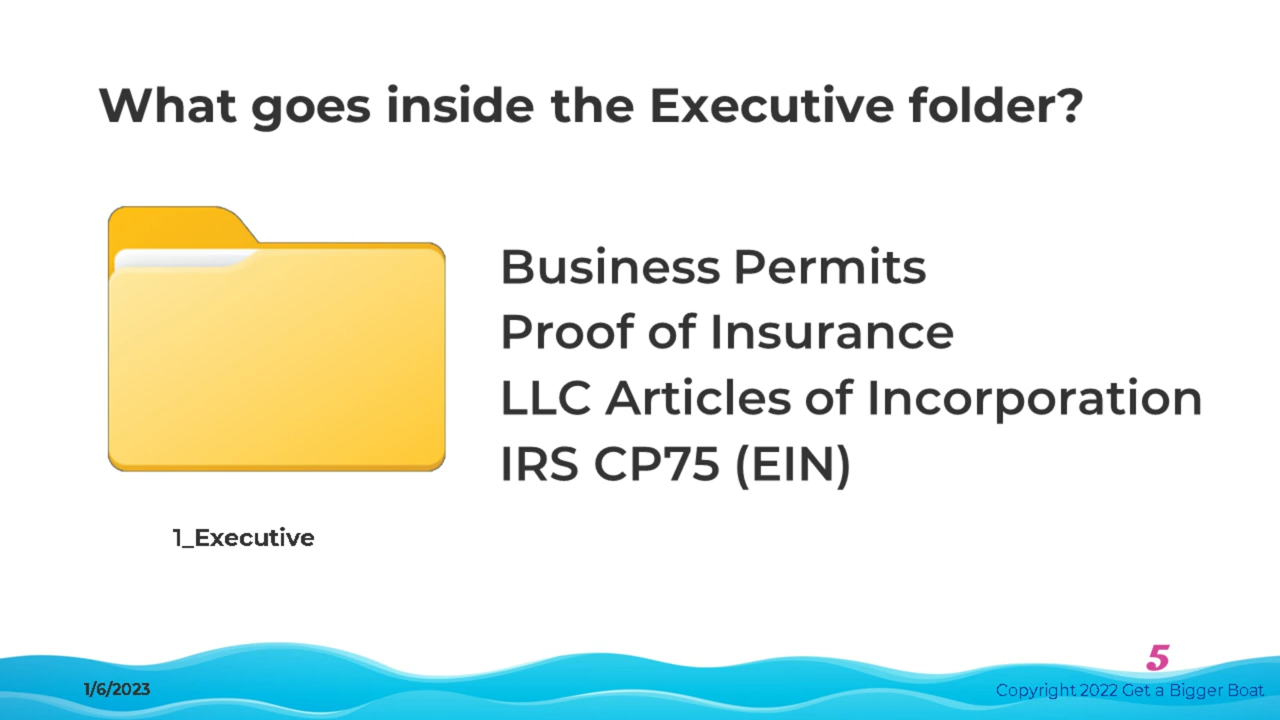 What goes inside the Executive folder?
Business Permits
Proof of Insurance
LLC Articles of Incorporation
IRS CP75 (EIN)
1_Executive
5
1/6/2023
Copyright 2022 Get a Bigger Boat